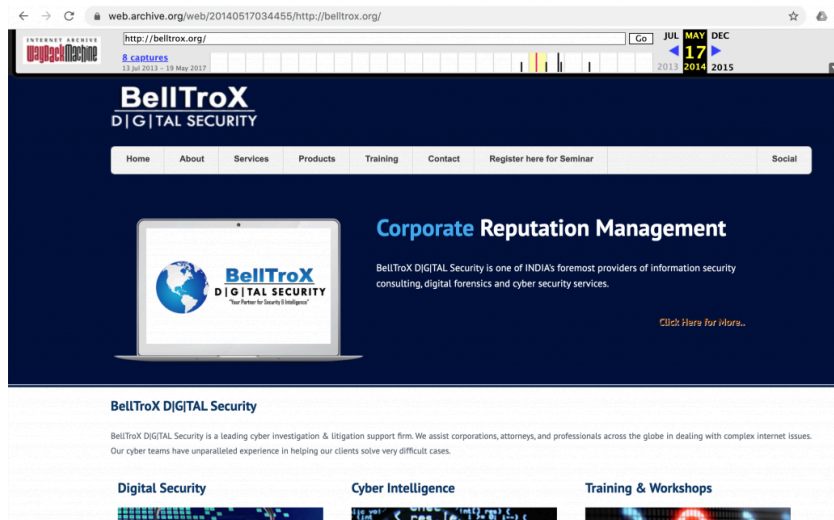 web.archive.org/web/20140517034455/http://belltrox.org/
INTERNET ARCHIVE
WayBackMachine
http://belltrox.org/
Go
JUL MAY DEC
8 captures
17
13 Jul 2013 – 19 May 2017
2013 2014 2015
BellTroX
D|G|TAL SECURITY
Home About Services Products Training Contact Register here for Seminar Social
Corporate Reputation Management
BellTroX D|G|TAL Security is one of INDIA's foremost providers of information security
consulting, digital forensics and cyber security services.
BellTroX
D|G|TAL SECURITY
"Your Partner for Security & Intelligence"
Click Here for More..
BellTroX D|G|TAL Security
BellTroX D|G|TAL Security is a leading cyber investigation & litigation support firm. We assist corporations, attorneys, and professionals across the globe in dealing with complex internet issues.
Our cyber teams have unparalleled experience in helping our clients solve very difficult cases.
Digital Security Cyber Intelligence Training & Workshops